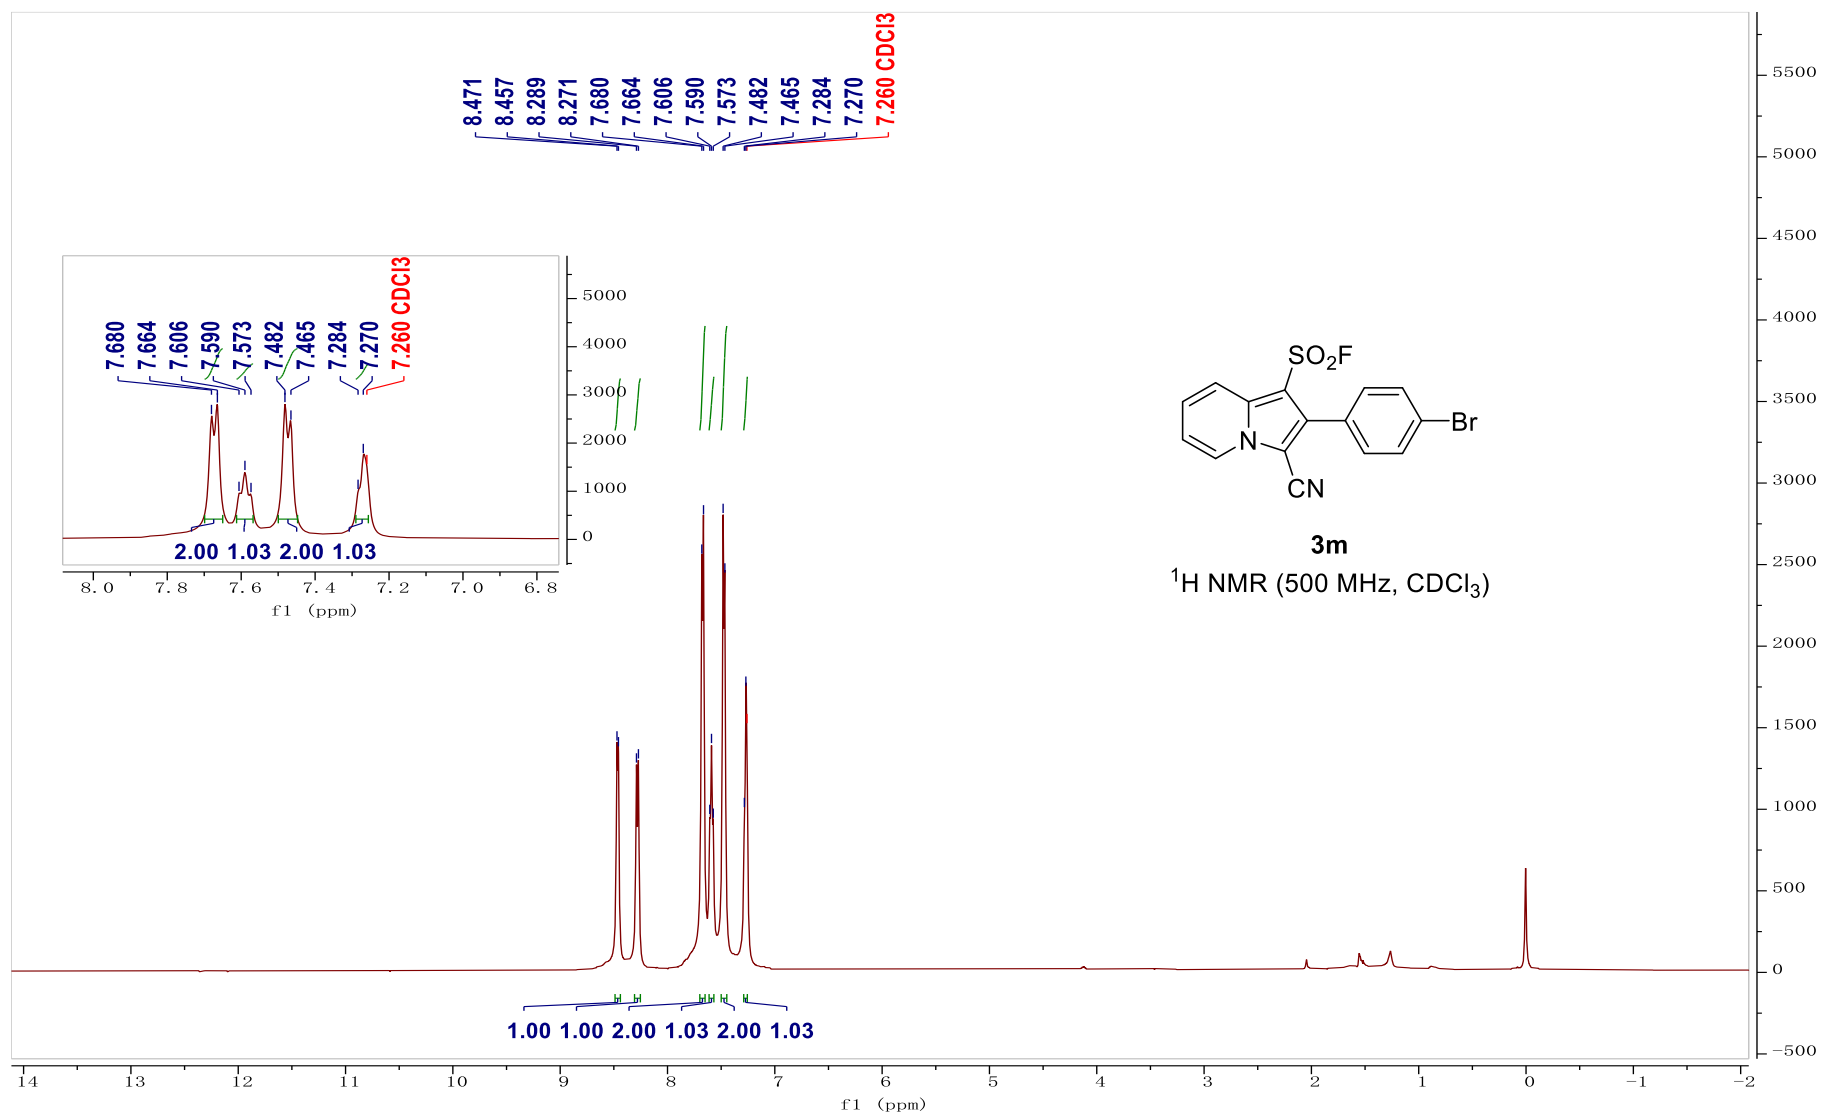 8.471
8.457
8.289
8.271
7.680
7.664
7.606
7.590
7.573
7.482
7.465
7.284
7.270
7.260 CDCl3
7.680
7.664
7.606
7.590
7.573
7.482
7.465
7.284
7.270
7.260 CDCl3
5000
4000
3000
2000
1000
0
2.00 1.03 2.00 1.03
8.0 7.8 7.6 7.4 7.2 7.0 6.8
f1 (ppm)
SO2F
Br
N
CN
3m
1H NMR (500 MHz, CDCl3)
5500
5000
4500
4000
3500
3000
2500
2000
1500
1000
500
0
-500
1.00 1.00 2.00 1.03 2.00 1.03
14 13 12 11 10 9 8 7 6 5 4 3 2 1 0 -1 -2
f1 (ppm)